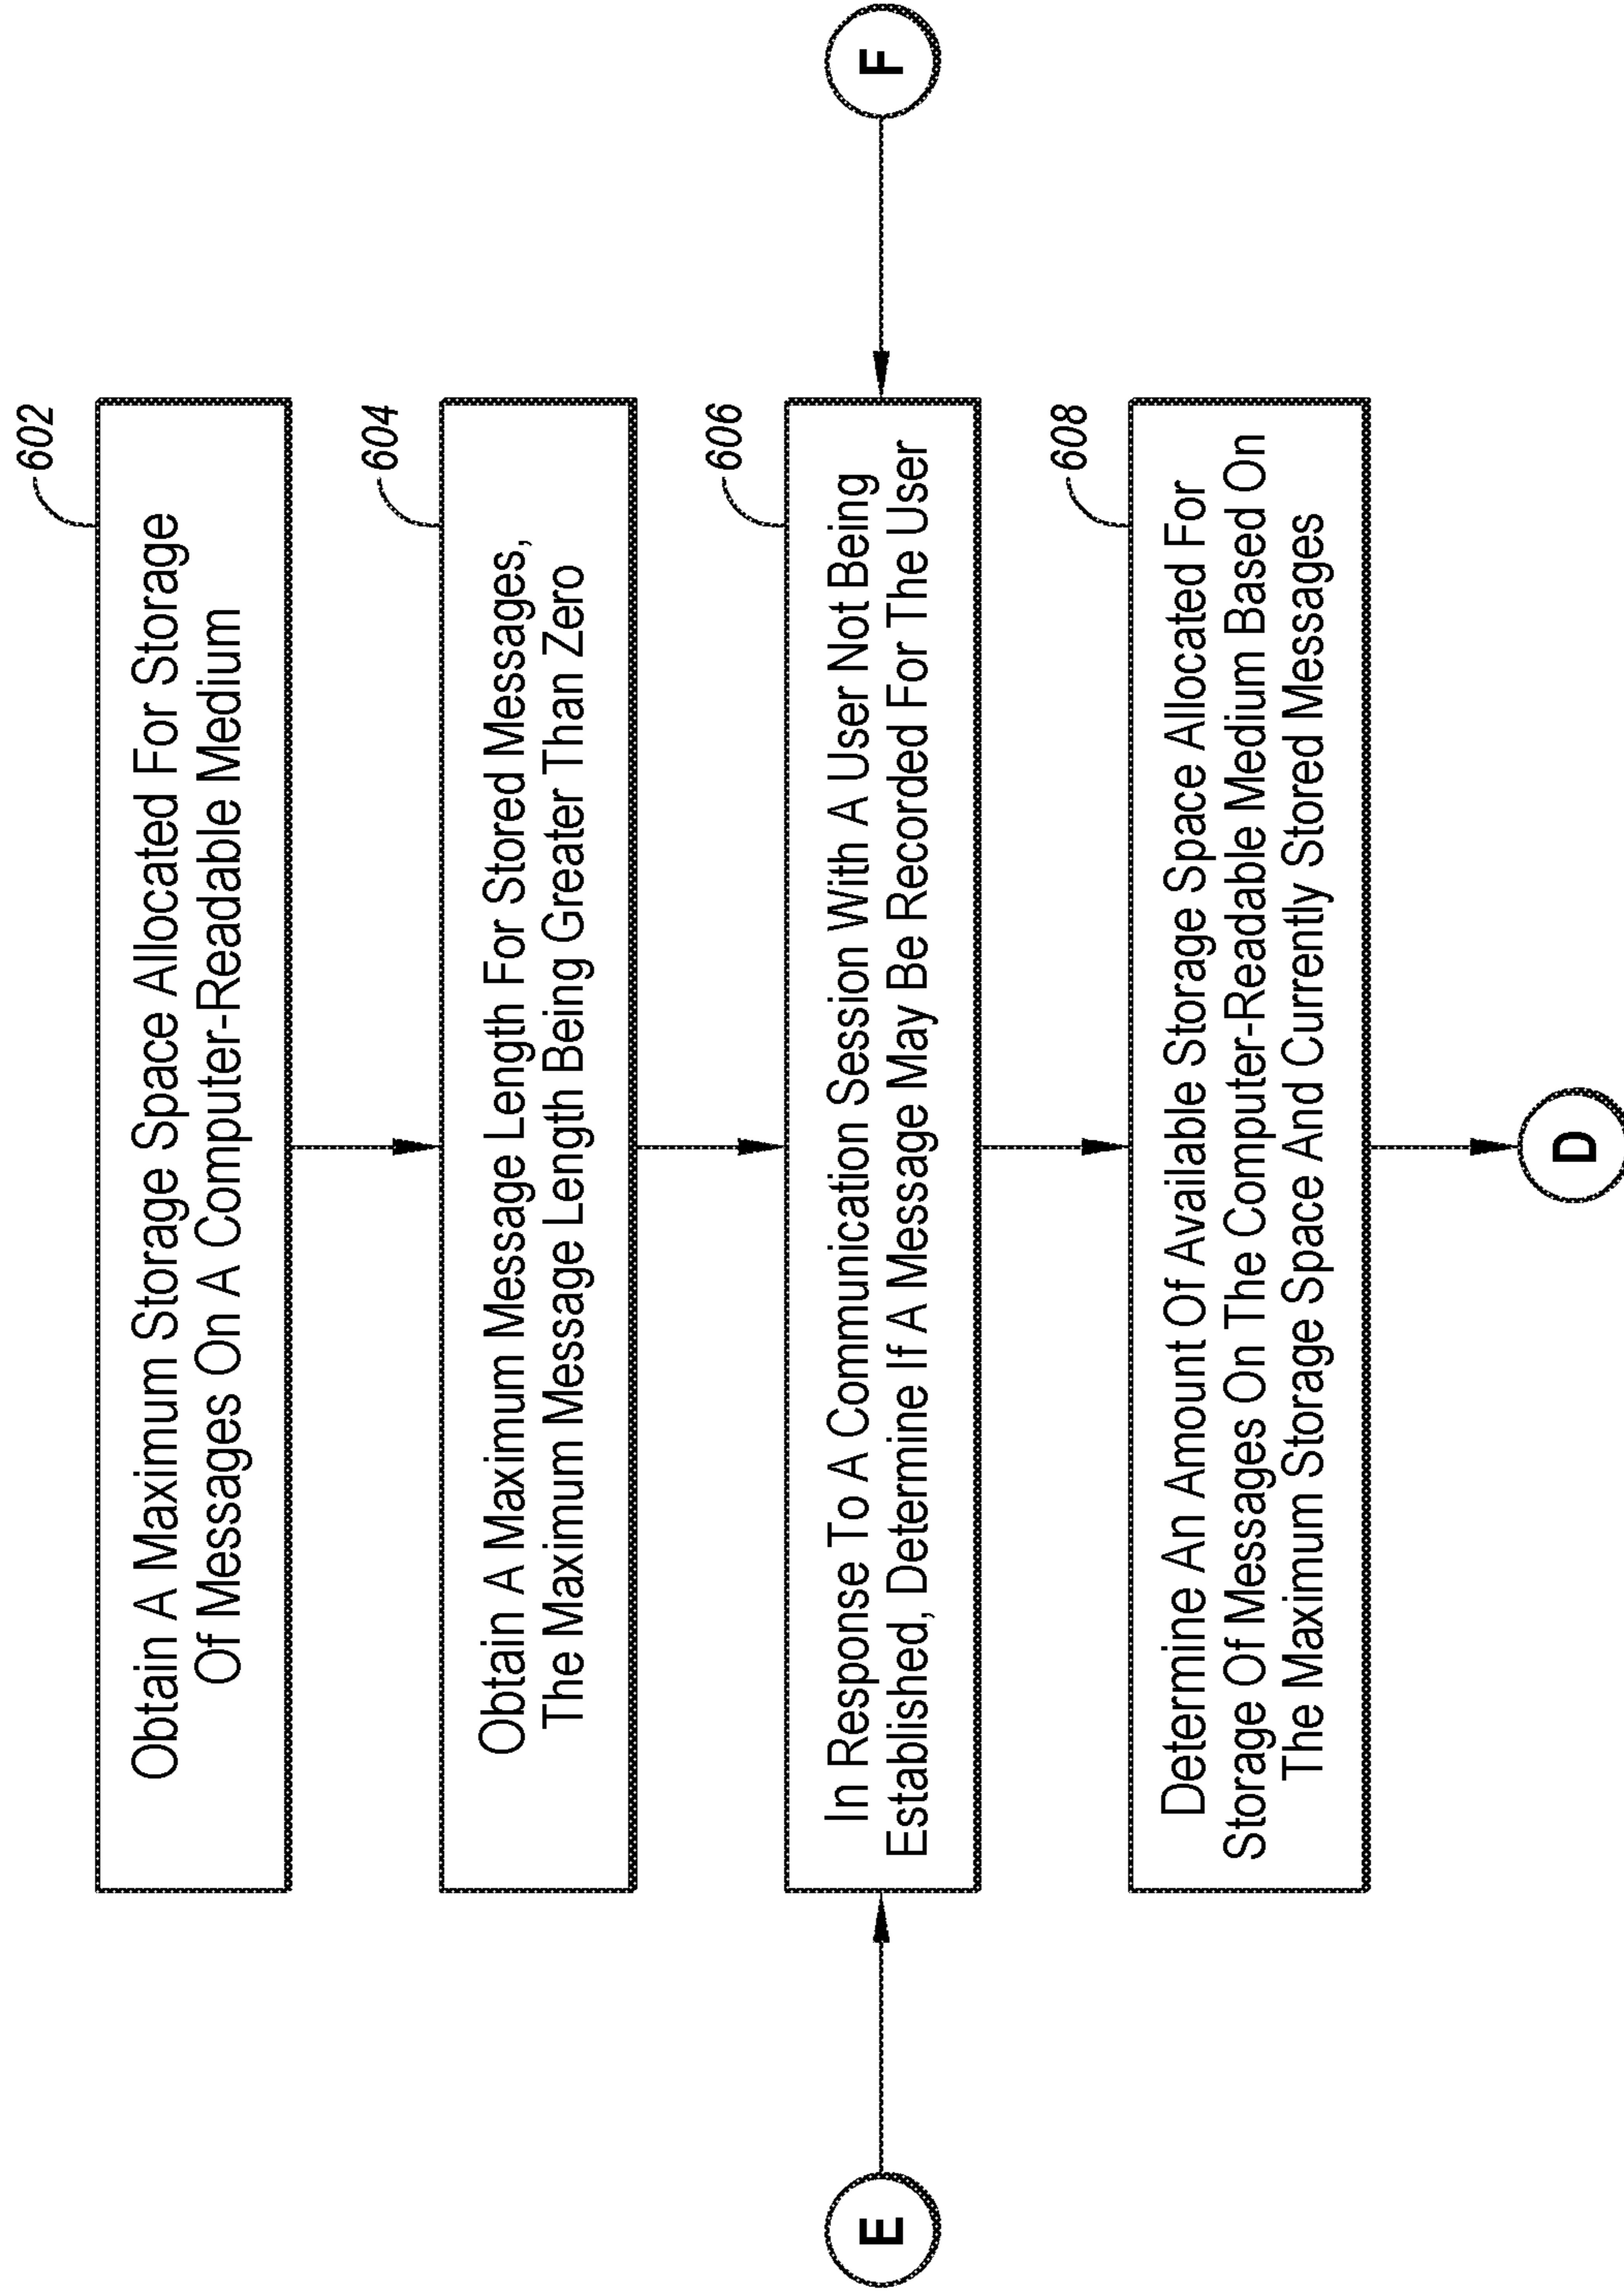 602
Obtain A Maximum Storage Space Allocated For Storage
Of Messages On A Computer-Readable Medium
604
Obtain A Maximum Message Length For Stored Messages,
The Maximum Message Length Being Greater Than Zero
E
606
In Response To A Communication Session With A User Not Being
Established, Determine If A Message May Be Recorded For The User
F
608
Determine An Amount Of Available Storage Space Allocated For
Storage Of Messages On The Computer-Readable Medium Based On
The Maximum Storage Space And Currently Stored Messages
D